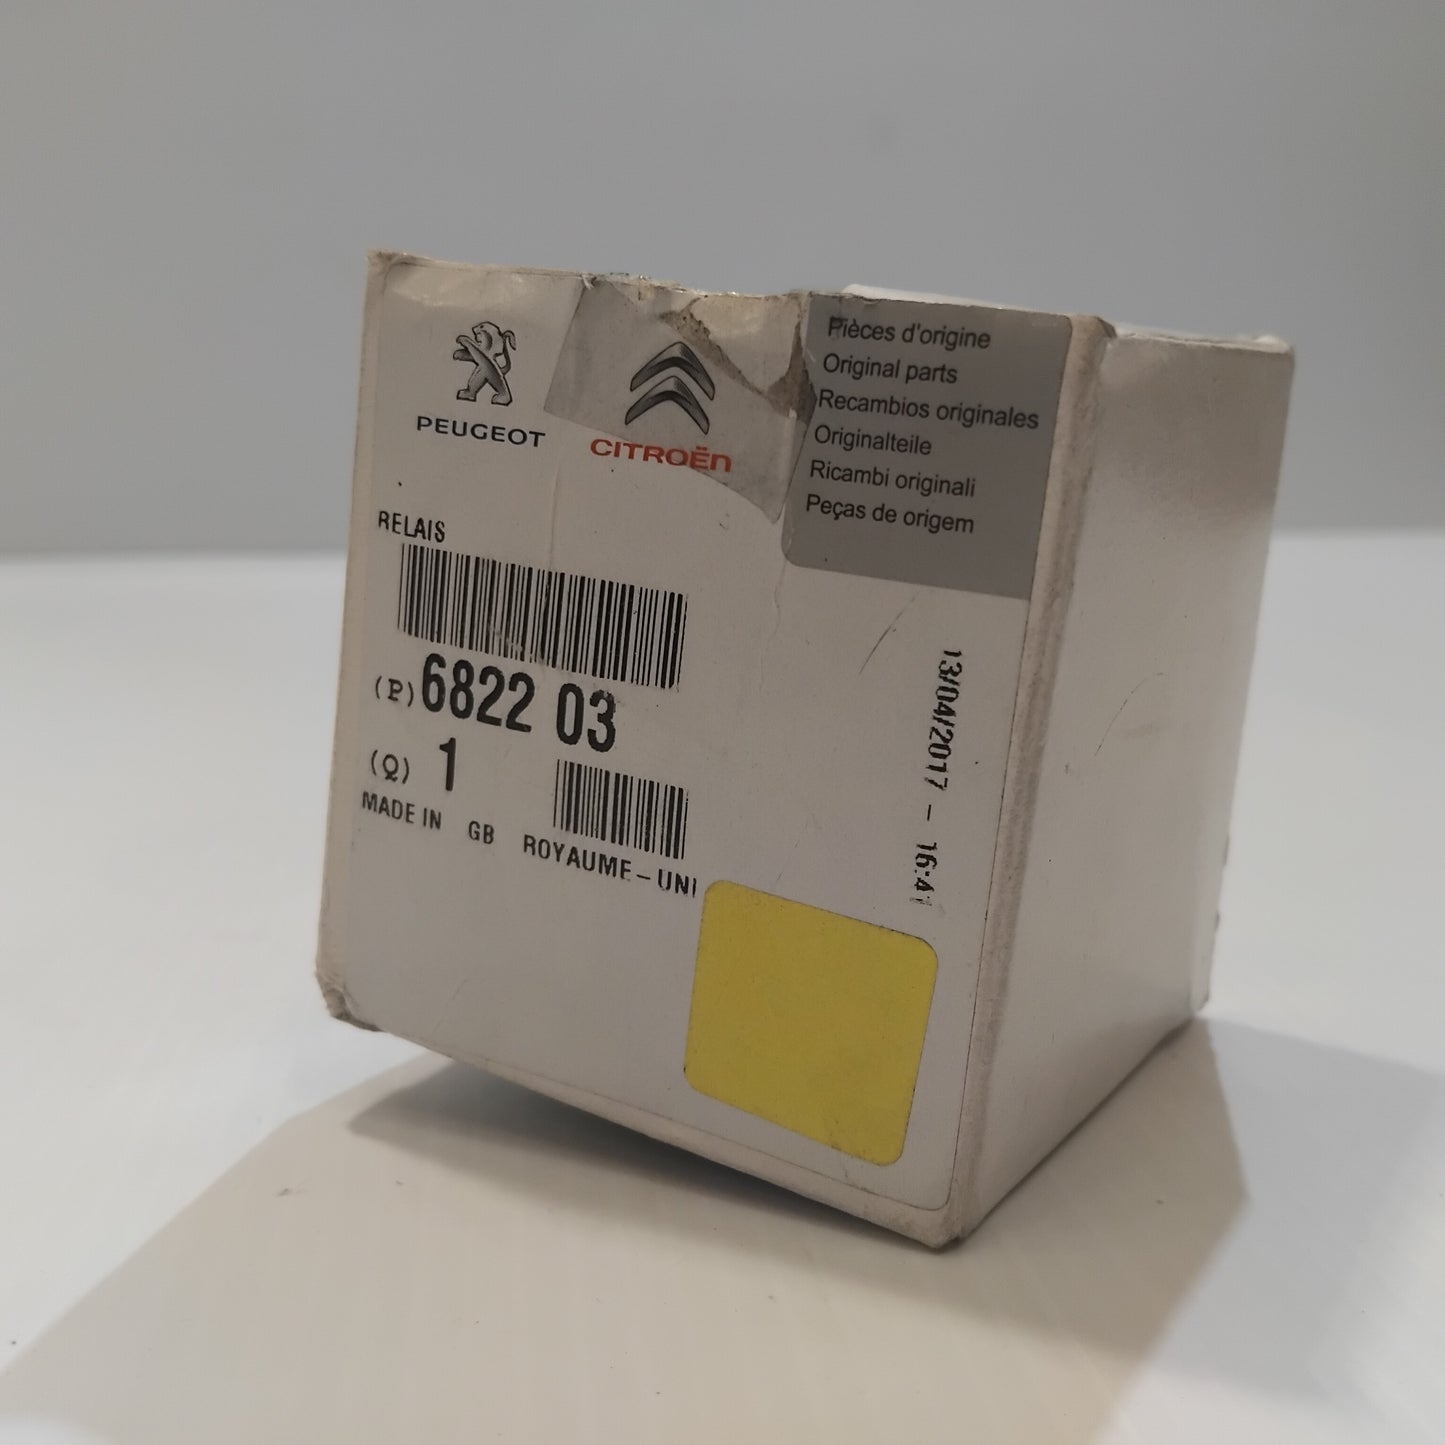 PEUGEOT
CITROËN
Pièces d'origine
Original parts
Recambios originales
Originalteile
Ricambi originali
Peças de origem
RELAIS
(P) 6822 03
(Q) 1
MADE IN GB ROYAUME-UNI
13/04/2017 - 16:41